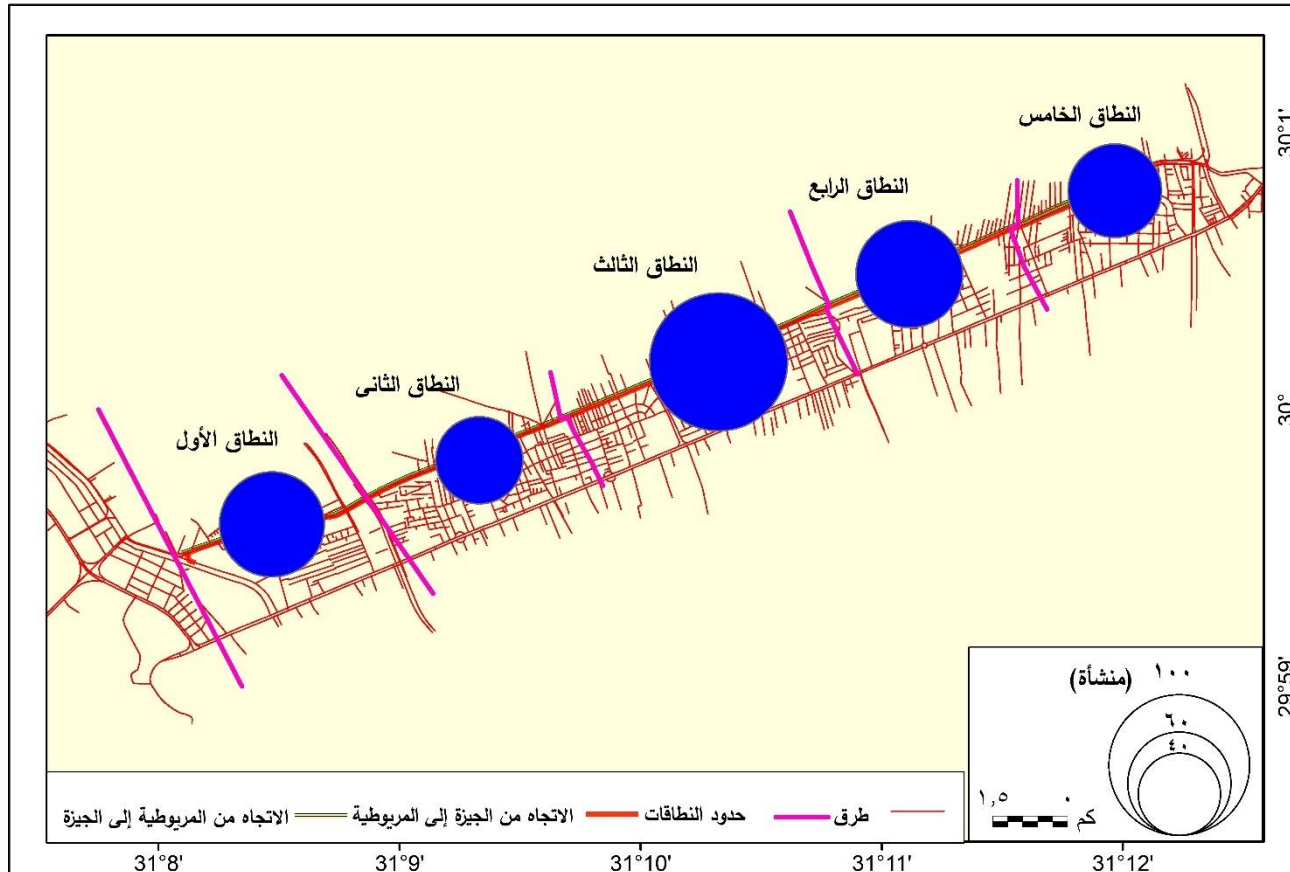 النطاق الخامس
النطاق الرابع
النطاق الثالث
النطاق الثانى
النطاق الأول
30°1'
30°
29°59'
(منشأة) ١٠٠
٦٠
٤٠
١,٥ ٠
كم
طرق حدود النطاقات الاتجاه من الجيزة إلى المريوطية الاتجاه من المريوطية إلى الجيزة
31°8' 31°9' 31°10' 31°11' 31°12'